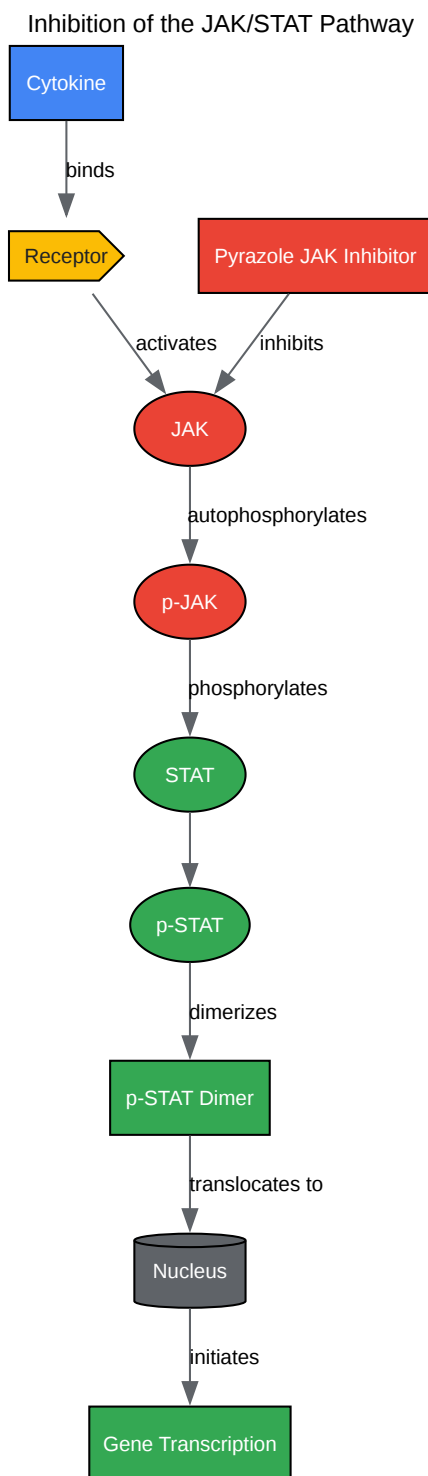 Inhibition of the JAK/STAT Pathway
Cytokine
binds
Receptor
Pyrazole JAK Inhibitor
activates
inhibits
JAK
autophosphorylates
p-JAK
phosphorylates
STAT
p-STAT
dimerizes
p-STAT Dimer
translocates to
Nucleus
initiates
Gene Transcription